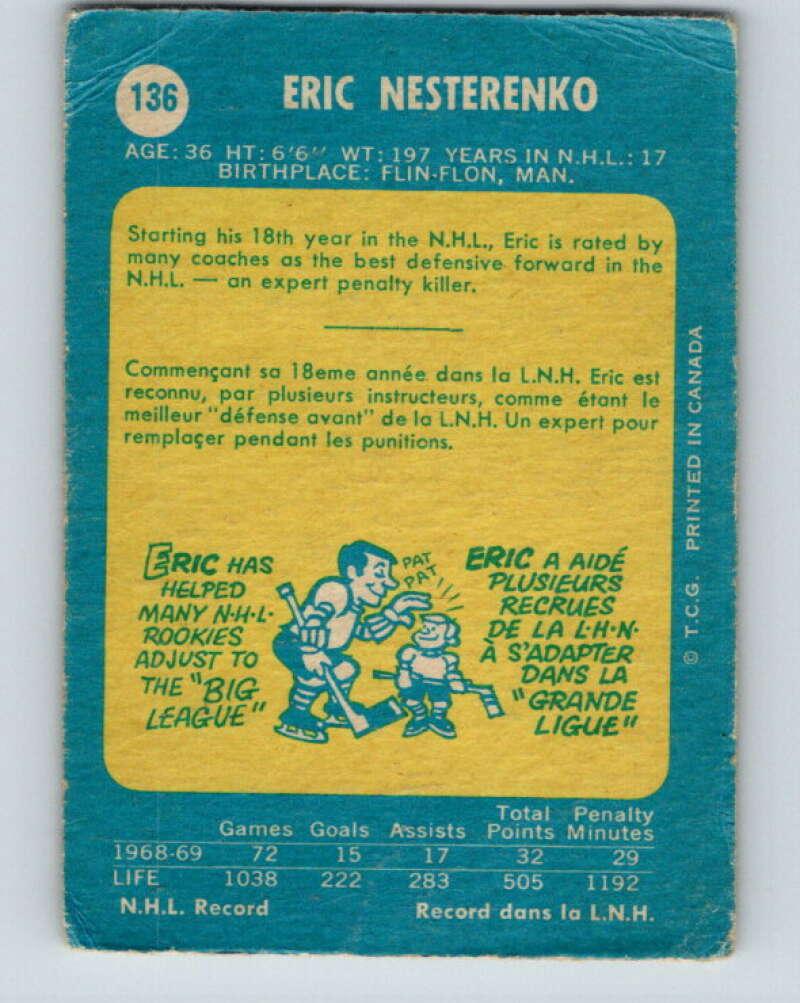 136
ERIC NESTERENKO
AGE: 36 HT: 6'6" WT: 197 YEARS IN N.H.L.: 17
BIRTHPLACE: FLIN-FLON, MAN.
Starting his 18th year in the N.H.L., Eric is rated by
many coaches as the best defensive forward in the
N.H.L. — an expert penalty killer.
Commençant sa 18eme année dans la L.N.H. Eric est
reconnu, par plusieurs instructeurs, comme étant le
meilleur "défense avant" de la L.N.H. Un expert pour
remplaçer pendant les punitions.
ERIC HAS
HELPED
MANY N·H·L·
ROOKIES
ADJUST TO
THE "BIG
LEAGUE"
PAT
PAT
ERIC A AIDÉ
PLUSIEURS
RECRUES
DE LA L·H·N·
À S'ADAPTER
DANS LA
"GRANDE
LIGUE"
© T.C.G. PRINTED IN CANADA
Total Penalty
Games Goals Assists Points Minutes
1968-69 72 15 17 32 29
LIFE 1038 222 283 505 1192
N.H.L. Record Record dans la L.N.H.